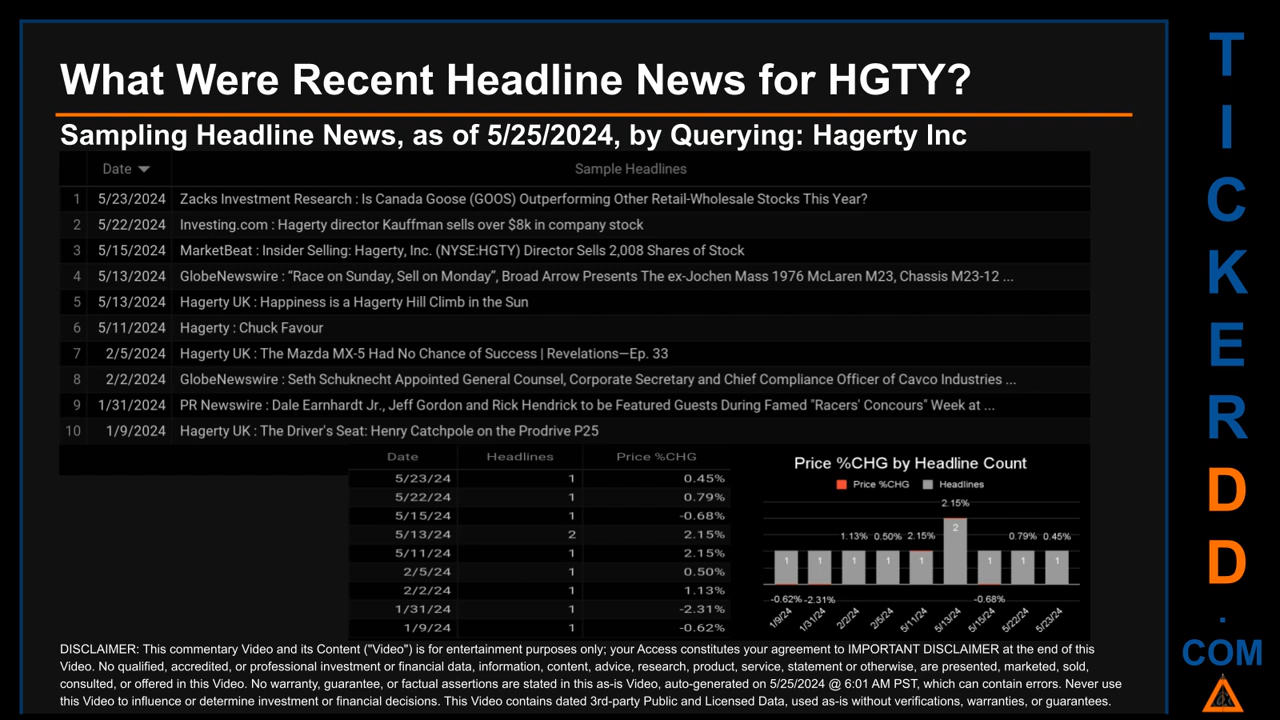 What Were Recent Headline News for HGTY?
Sampling Headline News, as of 5/25/2024, by Querying: Hagerty Inc
Date Sample Headlines
1 5/23/2024 Zacks Investment Research : Is Canada Goose (GOOS) Outperforming Other Retail-Wholesale Stocks This Year?
2 5/22/2024 Investing.com : Hagerty director Kauffman sells over $8k in company stock
3 5/15/2024 MarketBeat : Insider Selling: Hagerty, Inc. (NYSE:HGTY) Director Sells 2,008 Shares of Stock
4 5/13/2024 GlobeNewswire : “Race on Sunday, Sell on Monday”, Broad Arrow Presents The ex-Jochen Mass 1976 McLaren M23, Chassis M23-12 ...
5 5/13/2024 Hagerty UK : Happiness is a Hagerty Hill Climb in the Sun
6 5/11/2024 Hagerty : Chuck Favour
7 2/5/2024 Hagerty UK : The Mazda MX-5 Had No Chance of Success | Revelations—Ep. 33
8 2/2/2024 GlobeNewswire : Seth Schuknecht Appointed General Counsel, Corporate Secretary and Chief Compliance Officer of Cavco Industries ...
9 1/31/2024 PR Newswire : Dale Earnhardt Jr., Jeff Gordon and Rick Hendrick to be Featured Guests During Famed "Racers' Concours" Week at ...
10 1/9/2024 Hagerty UK : The Driver's Seat: Henry Catchpole on the Prodrive P25
Date Headlines Price %CHG
5/23/24 1 0.45%
5/22/24 1 0.79%
5/15/24 1 -0.68%
5/13/24 2 2.15%
5/11/24 1 2.15%
2/5/24 1 0.50%
2/2/24 1 1.13%
1/31/24 1 -2.31%
1/9/24 1 -0.62%
Price %CHG by Headline Count
Price %CHG Headlines
2.15%
1.13% 0.50% 2.15% 0.79% 0.45%
2
1 1 1 1 1 1 1 1
-0.62% -2.31% -0.68%
1/9/24 1/31/24 2/2/24 2/5/24 5/11/24 5/13/24 5/15/24 5/22/24 5/23/24
DISCLAIMER: This commentary Video and its Content ("Video") is for entertainment purposes only; your Access constitutes your agreement to IMPORTANT DISCLAIMER at the end of this
Video. No qualified, accredited, or professional investment or financial data, information, content, advice, research, product, service, statement or otherwise, are presented, marketed, sold,
consulted, or offered in this Video. No warranty, guarantee, or factual assertions are stated in this as-is Video, auto-generated on 5/25/2024 @ 6:01 AM PST, which can contain errors. Never use
this Video to influence or determine investment or financial decisions. This Video contains dated 3rd-party Public and Licensed Data, used as-is without verifications, warranties, or guarantees.
T
I
C
K
E
R
D
D
.
COM